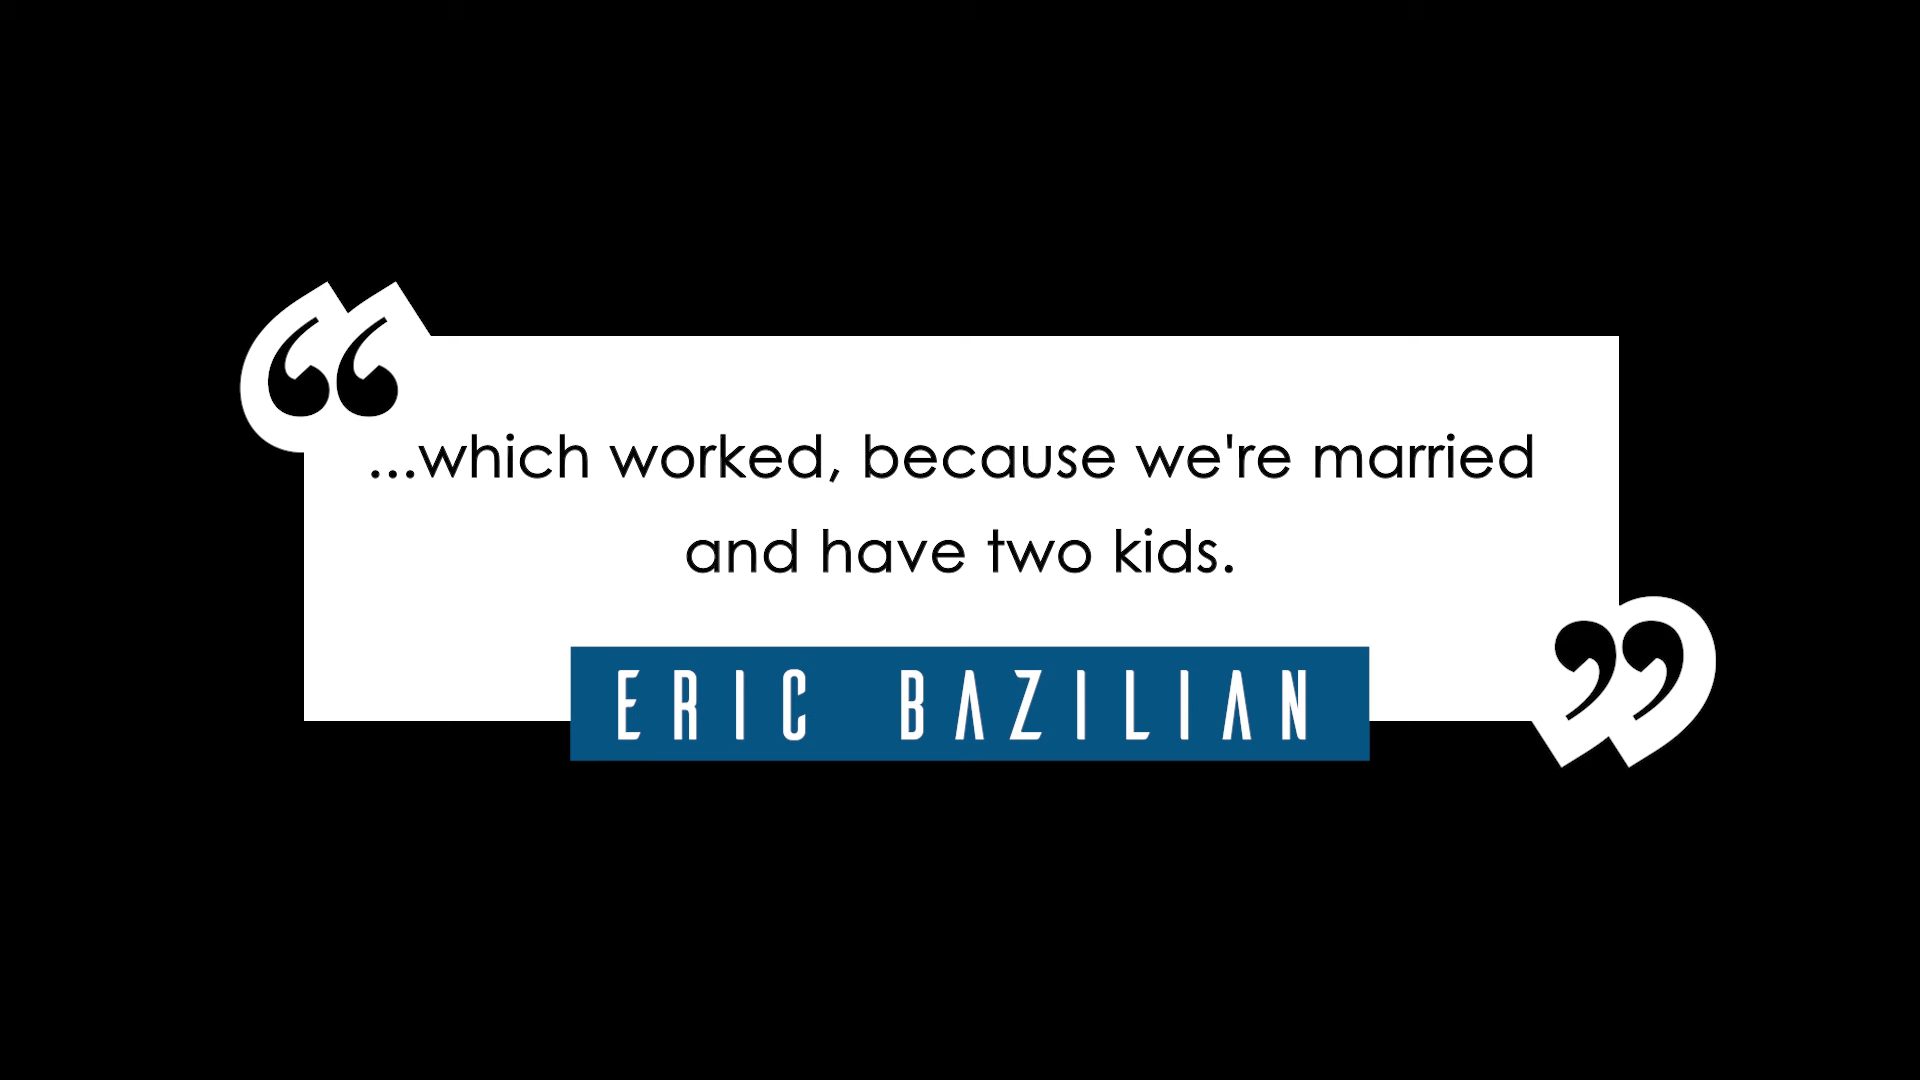 ...which worked, because we're married
and have two kids.
ERIC BAZILIAN